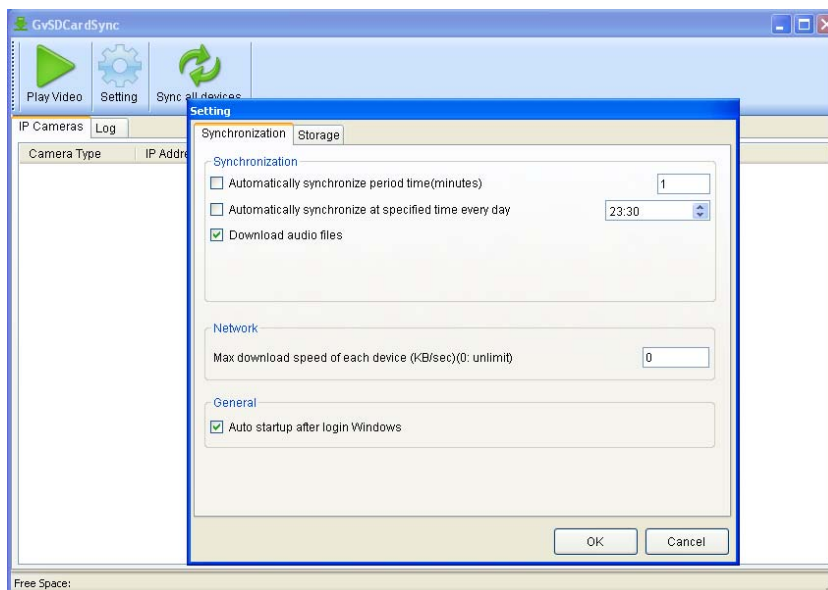 GvSDCardSync
Play Video Setting Sync all devices
Setting
IP Cameras Log
Synchronization Storage
Camera Type IP Addre
Synchronization
Automatically synchronize period time(minutes) 1
Automatically synchronize at specified time every day 23:30
Download audio files
Network
Max download speed of each device (KB/sec)(0: unlimit) 0
General
Auto startup after login Windows
OK Cancel
Free Space: